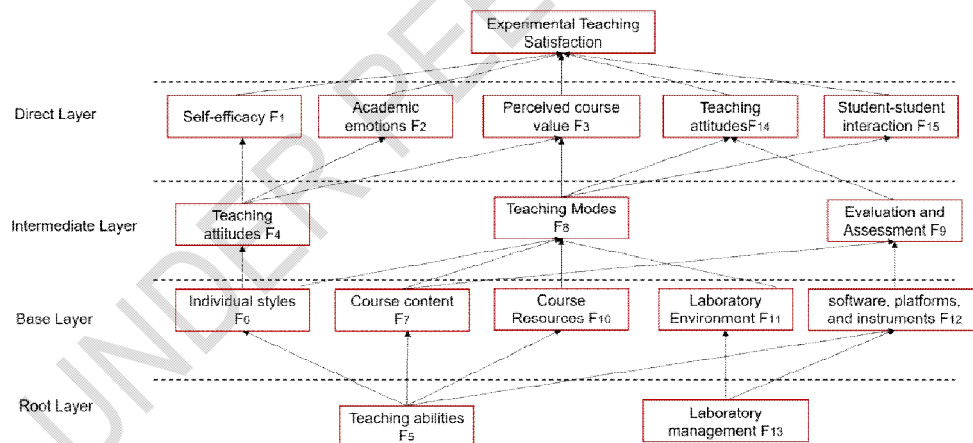 Experimental Teaching
Satisfaction
Direct Layer
Self-efficacy F1
Academic
emotions F2
Perceived course
value F3
Teaching
attitudesF14
Student-student
interaction F15
Intermediate Layer
Teaching
attitudes F4
Teaching Modes
F8
Evaluation and
Assessment F9
Base Layer
Individual styles
F6
Course content
F7
Course
Resources F10
Laboratory
Environment F11
software, platforms,
and instruments F12
Root Layer
Teaching abilities
F5
Laboratory
management F13
UNDER PEE